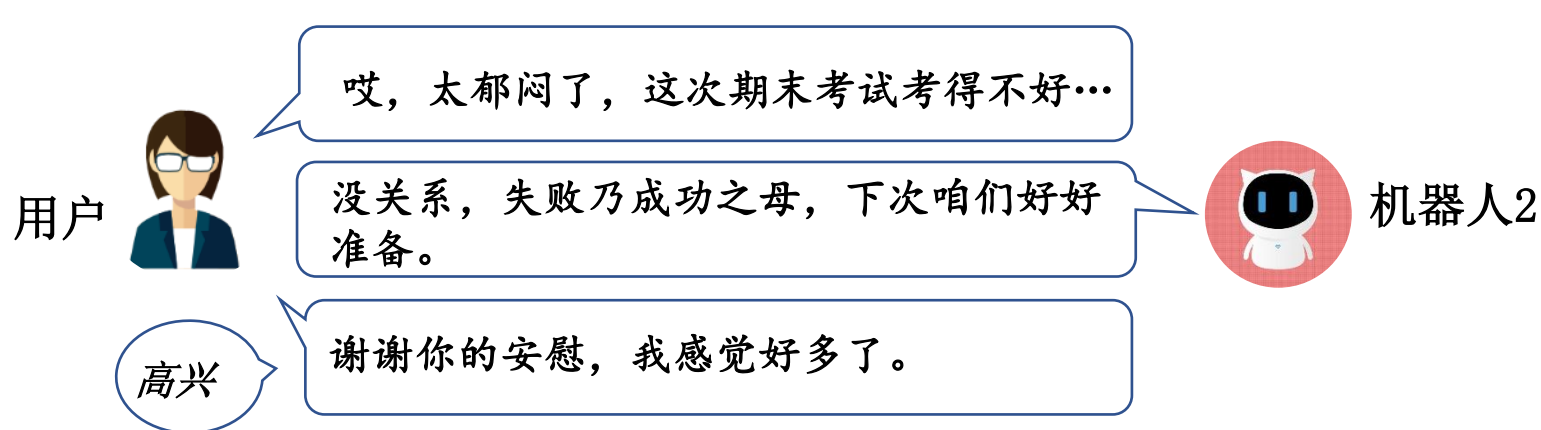 哎，太郁闷了，这次期末考试考得不好…
用户
没关系，失败乃成功之母，下次咱们好好
准备。
机器人2
高兴
谢谢你的安慰，我感觉好多了。